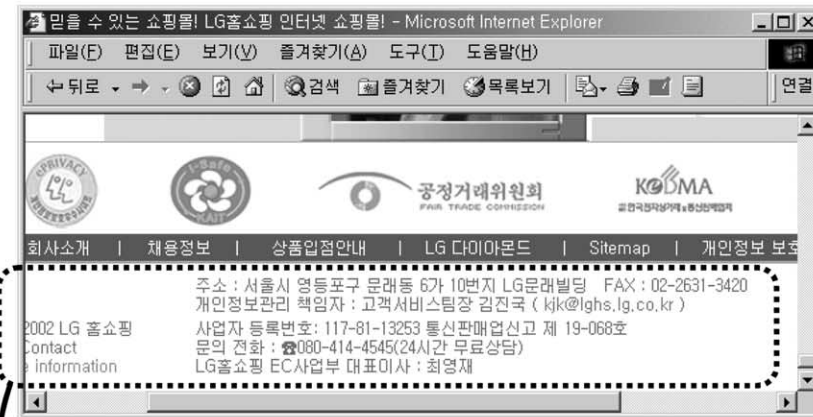 믿을 수 있는 쇼핑몰! LG홈쇼핑 인터넷 쇼핑몰! - Microsoft Internet Explorer
파일(F) 편집(E) 보기(V) 즐겨찾기(A) 도구(T) 도움말(H)
뒤로 검색 즐겨찾기 목록보기 연결
ePRIVACY
i-Safe
KAIT
공정거래위원회
FAIR TRADE COMMISSION
KODMA
회사소개 | 채용정보 | 상품입점안내 | LG 다이아몬드 | Sitemap | 개인정보 보호
주소 : 서울시 영등포구 문래동 6가 10번지 LG문래빌딩 FAX : 02-2631-3420
개인정보관리 책임자 : 고객서비스팀장 김진국 ( kjk@lghs.lg.co.kr )
2002 LG 홈쇼핑 사업자 등록번호: 117-81-13253 통신판매업신고 제 19-068호
Contact 문의 전화 : ☎080-414-4545(24시간 무료상담)
information LG홈쇼핑 EC사업부 대표이사 : 최영재